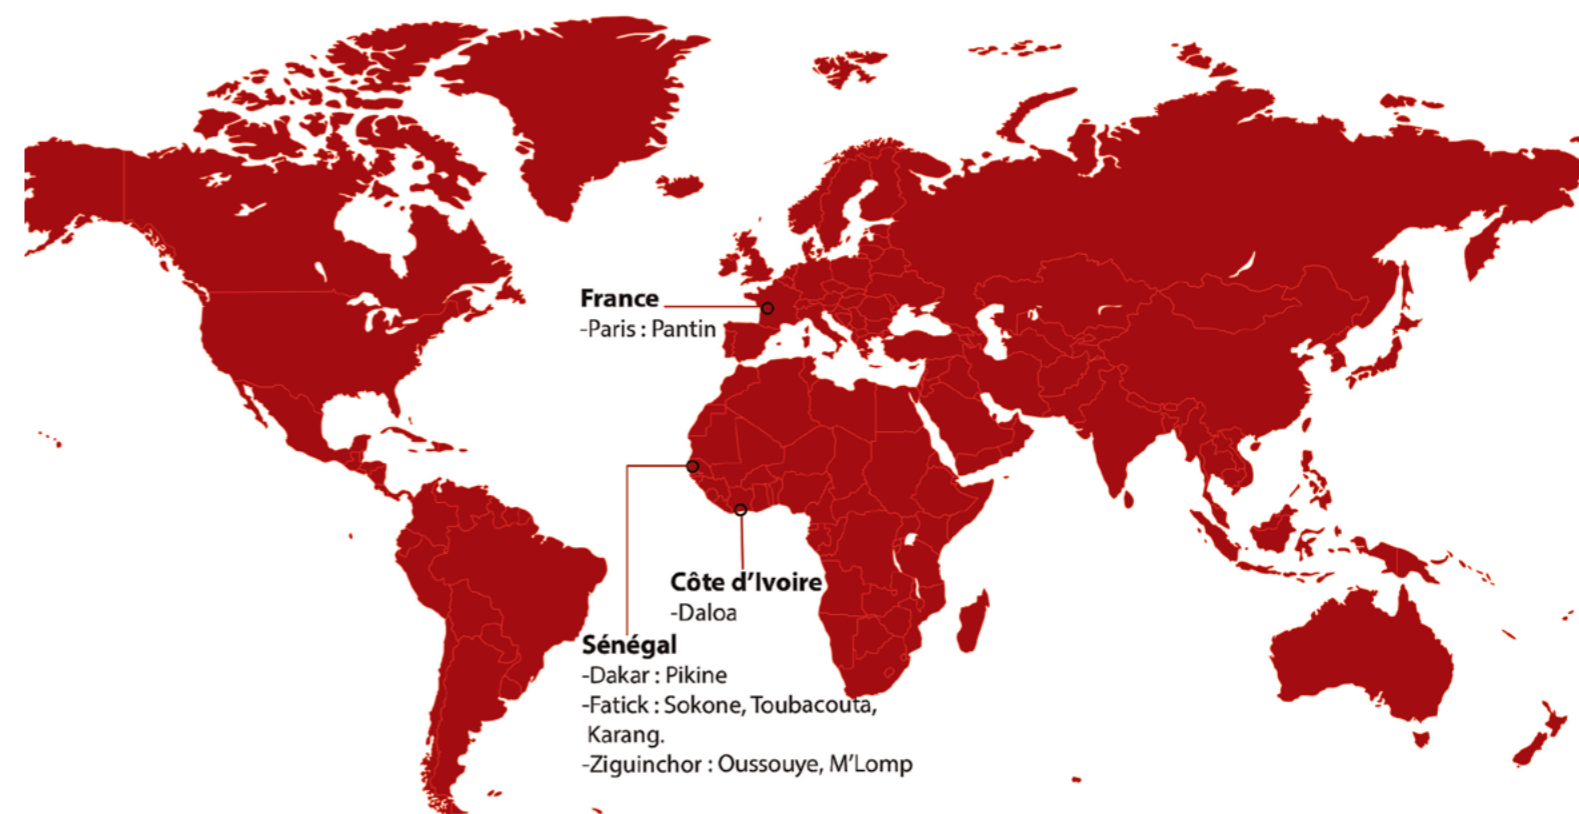 France
-Paris : Pantin
Côte d’Ivoire
-Daloa
Sénégal
-Dakar : Pikine
-Fatick : Sokone, Toubacouta,
Karang.
-Ziguinchor : Oussouye, M’Lomp